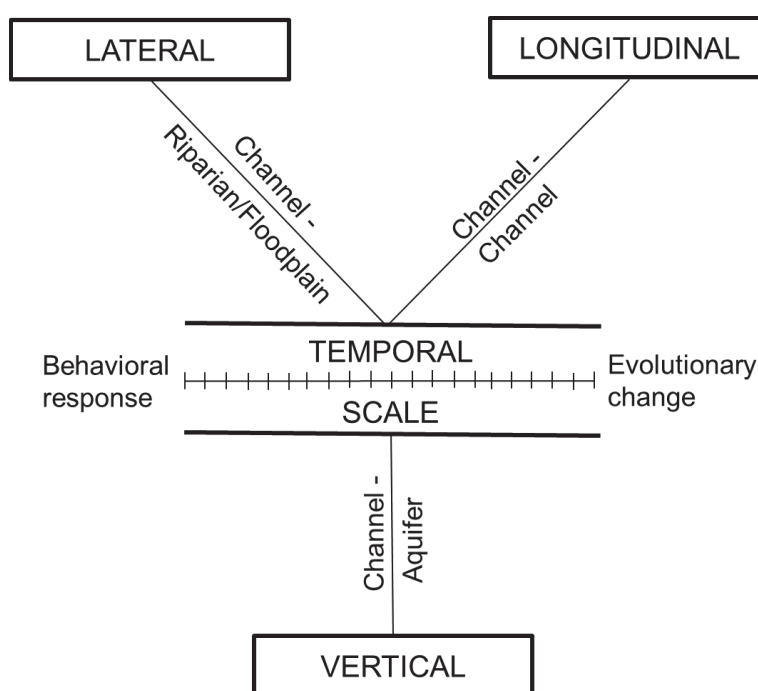 LATERAL
LONGITUDINAL
Channel -
Riparian/Floodplain
Channel -
Channel
TEMPORAL
SCALE
Behavioral
response
Evolutionary
change
Channel -
Aquifer
VERTICAL